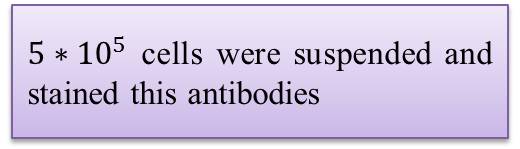 5 * 10⁵ cells were suspended and
stained this antibodies